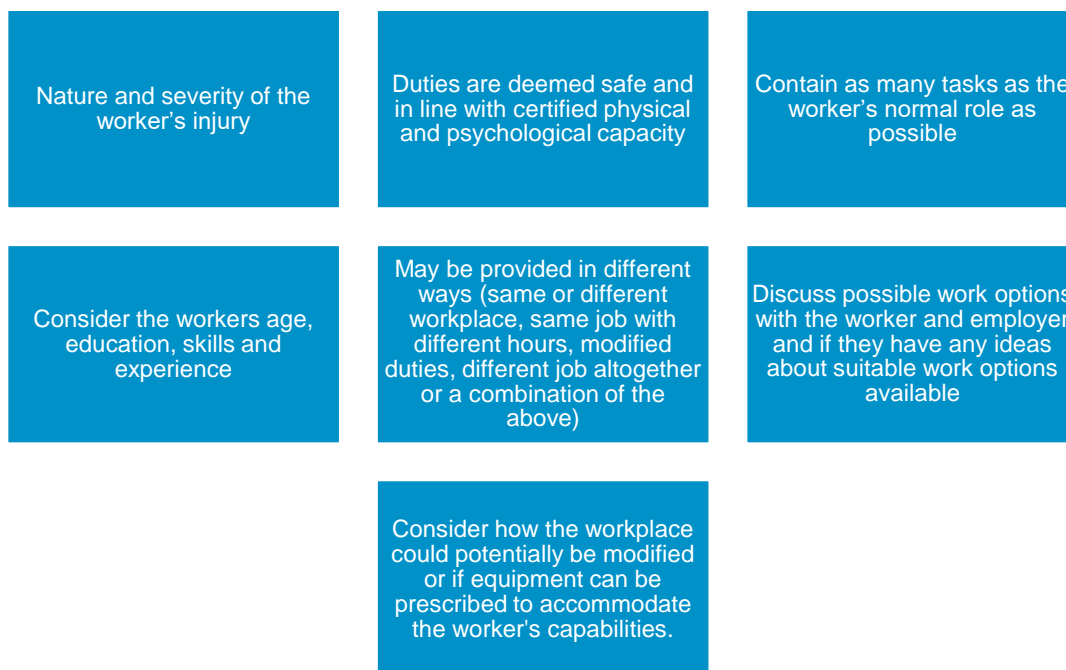 Nature and severity of the
worker’s injury
Duties are deemed safe and
in line with certified physical
and psychological capacity
Contain as many tasks as the
worker’s normal role as
possible
Consider the workers age,
education, skills and
experience
May be provided in different
ways (same or different
workplace, same job with
different hours, modified
duties, different job altogether
or a combination of the
above)
Discuss possible work options
with the worker and employer
and if they have any ideas
about suitable work options
available
Consider how the workplace
could potentially be modified
or if equipment can be
prescribed to accommodate
the worker's capabilities.